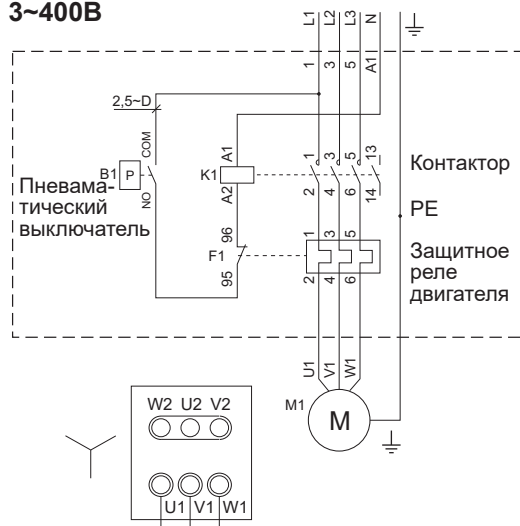 3~400В
L1 L2 L3 N
1 3 5 A1
2,5~D
COM
B1 P
NO
Пневама-
тический
выключатель
A1
K1
A2
1 3 5 13
2 4 6 14
Контактор
PE
96
F1
95
1 3 5
2 4 6
Защитное
реле
двигателя
U1 V1 W1
M1
M
W2 U2 V2
U1 V1 W1